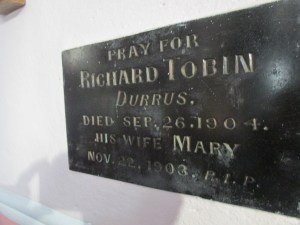 PRAY FOR
RICHARD TOBIN
DURRUS.
DIED SEP. 26. 1904.
HIS WIFE MARY
NOV. 22. 1903. R.I.P.